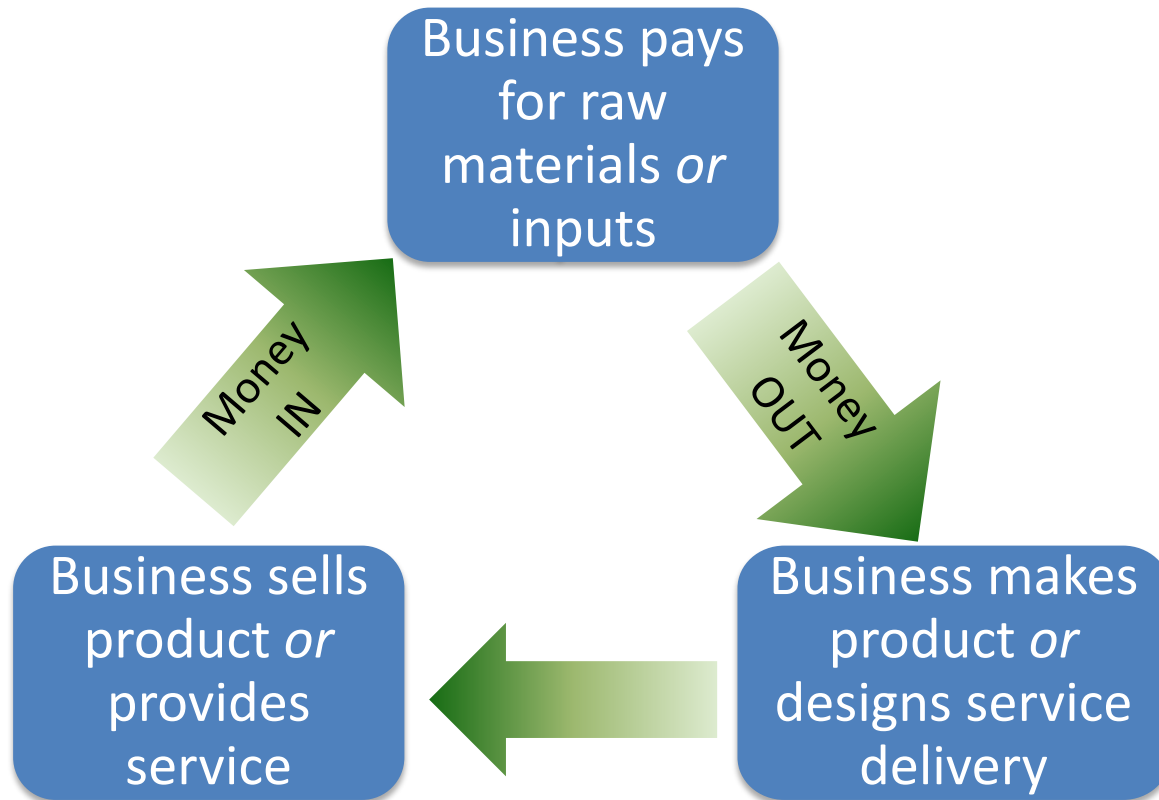 Business pays
for raw
materials or
inputs
Money
IN
Money
OUT
Business sells
product or
provides
service
Business makes
product or
designs service
delivery